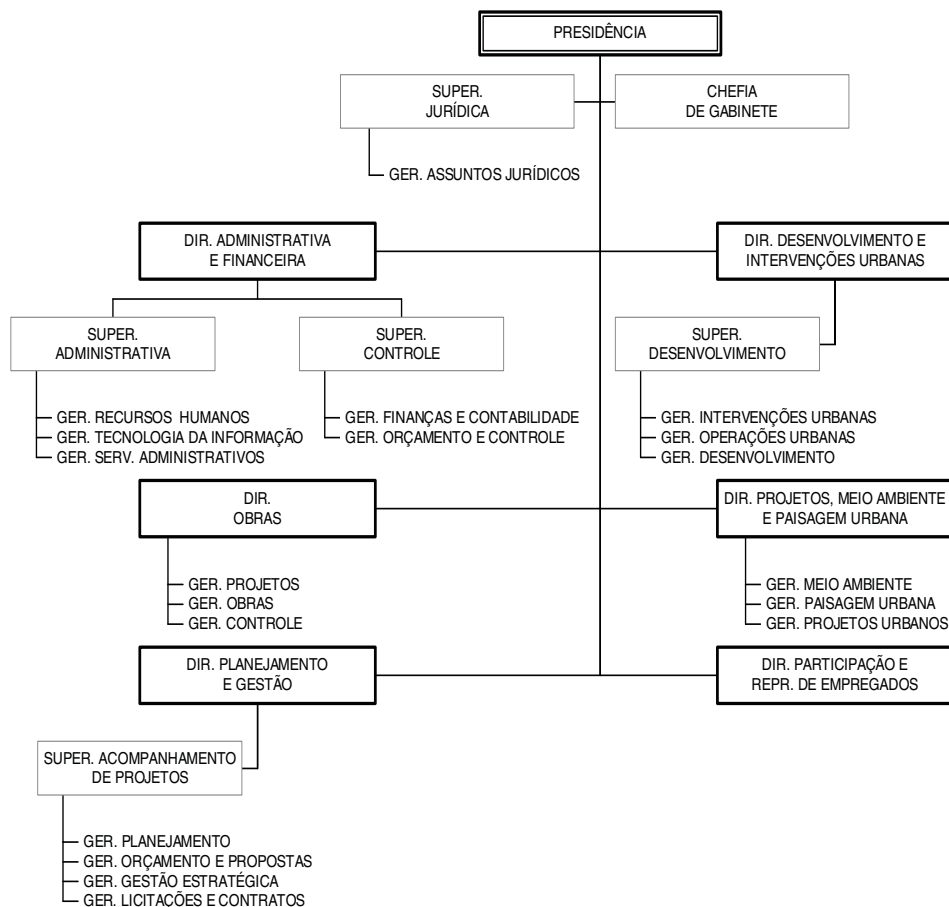 PRESIDÊNCIA
SUPER.
JURÍDICA
CHEFIA
DE GABINETE
GER. ASSUNTOS JURÍDICOS
DIR. ADMINISTRATIVA
E FINANCEIRA
DIR. DESENVOLVIMENTO E
INTERVENÇÕES URBANAS
SUPER.
ADMINISTRATIVA
SUPER.
CONTROLE
SUPER.
DESENVOLVIMENTO
GER. RECURSOS HUMANOS
GER. TECNOLOGIA DA INFORMAÇÃO
GER. SERV. ADMINISTRATIVOS
GER. FINANÇAS E CONTABILIDADE
GER. ORÇAMENTO E CONTROLE
GER. INTERVENÇÕES URBANAS
GER. OPERAÇÕES URBANAS
GER. DESENVOLVIMENTO
DIR.
OBRAS
DIR. PROJETOS, MEIO AMBIENTE
E PAISAGEM URBANA
GER. PROJETOS
GER. OBRAS
GER. CONTROLE
GER. MEIO AMBIENTE
GER. PAISAGEM URBANA
GER. PROJETOS URBANOS
DIR. PLANEJAMENTO
E GESTÃO
DIR. PARTICIPAÇÃO E
REPR. DE EMPREGADOS
SUPER. ACOMPANHAMENTO
DE PROJETOS
GER. PLANEJAMENTO
GER. ORÇAMENTO E PROPOSTAS
GER. GESTÃO ESTRATÉGICA
GER. LICITAÇÕES E CONTRATOS